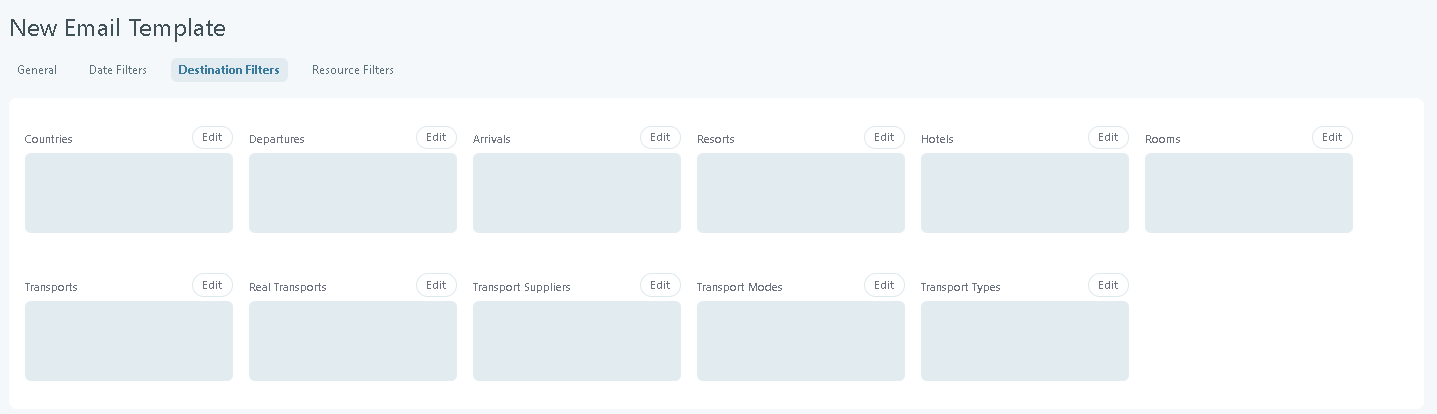 New Email Template
General Date Filters Destination Filters Resource Filters
Countries Edit Departures Edit Arrivals Edit Resorts Edit Hotels Edit Rooms Edit
Transports Edit Real Transports Edit Transport Suppliers Edit Transport Modes Edit Transport Types Edit